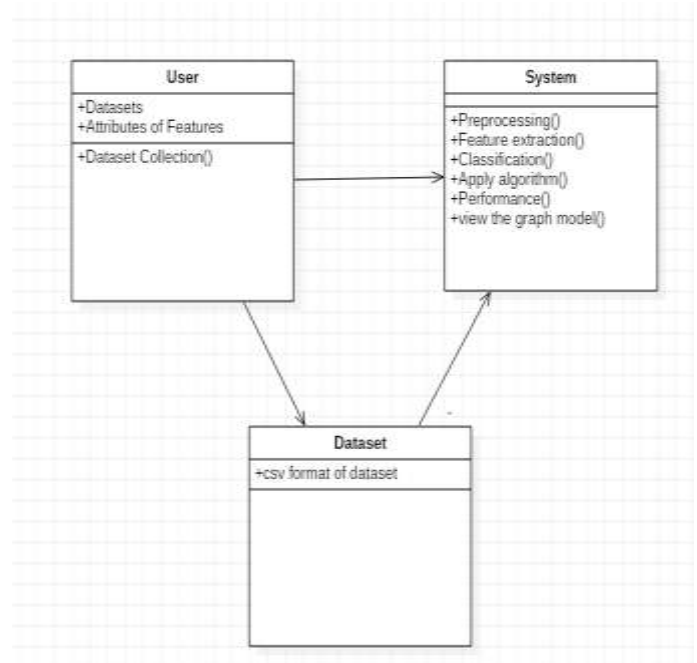 User
+Datasets
+Attributes of Features
+Dataset Collection()
System
+Preprocessing()
+Feature extraction()
+Classification()
+Apply algorithm()
+Performance()
+view the graph model()
Dataset
+csv format of dataset